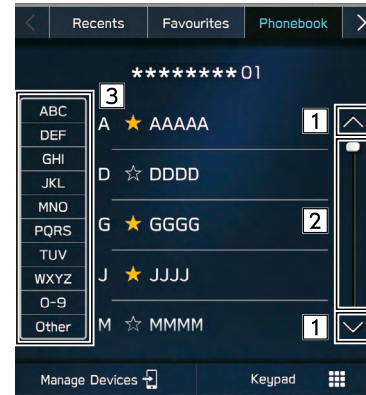 Recents Favourites Phonebook
********01
3
ABC
DEF
GHI
JKL
MNO
PQRS
TUV
WXYZ
0-9
Other
A AAAAA 1
D DDDD
G GGGG 2
J JJJJ
M MMMM 1
Manage Devices Keypad